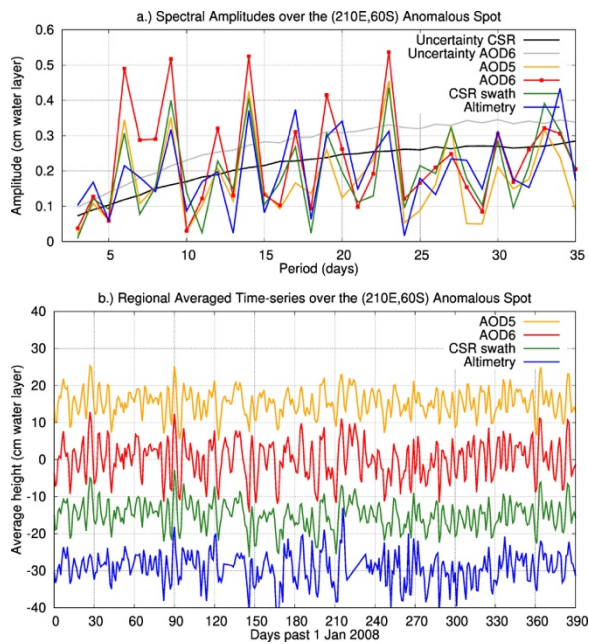 a.) Spectral Amplitudes over the (210E,60S) Anomalous Spot
Amplitude (cm water layer)
0.6
0.5
0.4
0.3
0.2
0.1
0
Uncertainty CSR
Uncertainty AOD6
AOD5
AOD6
CSR swath
Altimetry
5 10 15 20 25 30 35
Period (days)
b.) Regional Averaged Time-series over the (210E,60S) Anomalous Spot
Average height (cm water layer)
40
30
20
10
0
-10
-20
-30
-40
AOD5
AOD6
CSR swath
Altimetry
0 30 60 90 120 150 180 210 240 270 300 330 360 390
Days past 1 Jan 2008